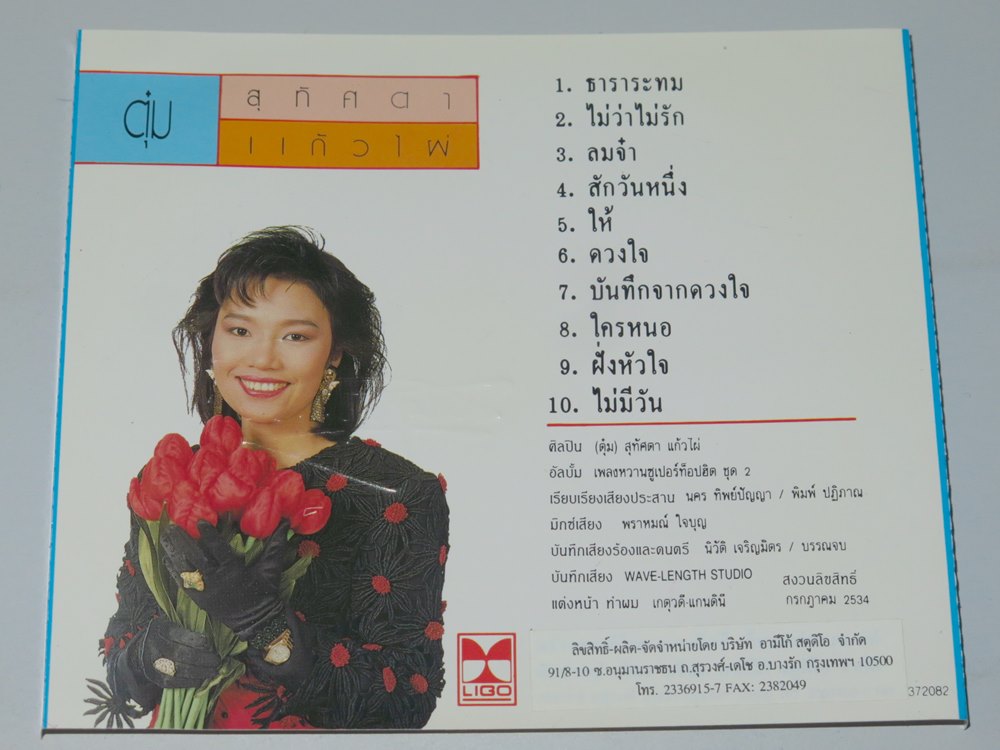 ตุ๋ม
สุทัศดา
แก้วไผ่
1. ธาราระทม
2. ไม่ว่าไม่รัก
3. ลมจ๋า
4. สักวันหนึ่ง
5. ให้
6. ดวงใจ
7. บันทึกจากดวงใจ
8. ใครหนอ
9. ฝั่งหัวใจ
10. ไม่มีวัน
ศิลปิน (ตุ๋ม) สุทัศดา แก้วไผ่
อัลบั้ม เพลงหวานซูเปอร์ท็อปฮิต ชุด 2
เรียบเรียงเสียงประสาน นคร ทิพย์ปัญญา / พิมพ์ ปฏิภาณ
มิกซ์เสียง พราหมณ์ ใจบุญ
บันทึกเสียงร้องและดนตรี นิวัติ เจริญมิตร / บรรณจบ
บันทึกเสียง WAVE-LENGTH STUDIO
แต่งหน้า ทำผม เกตุวดี-แกนดินี
สงวนลิขสิทธิ์
กรกฎาคม 2534
LIBO
ลิขสิทธิ์-ผลิต-จัดจำหน่ายโดย บริษัท อามีโก้ สตูดิโอ จำกัด
91/8-10 ซ.อนุมานราชธน ถ.สุรวงศ์-เดโช อ.บางรัก กรุงเทพฯ 10500
โทร. 2336915-7 FAX: 2382049
372082